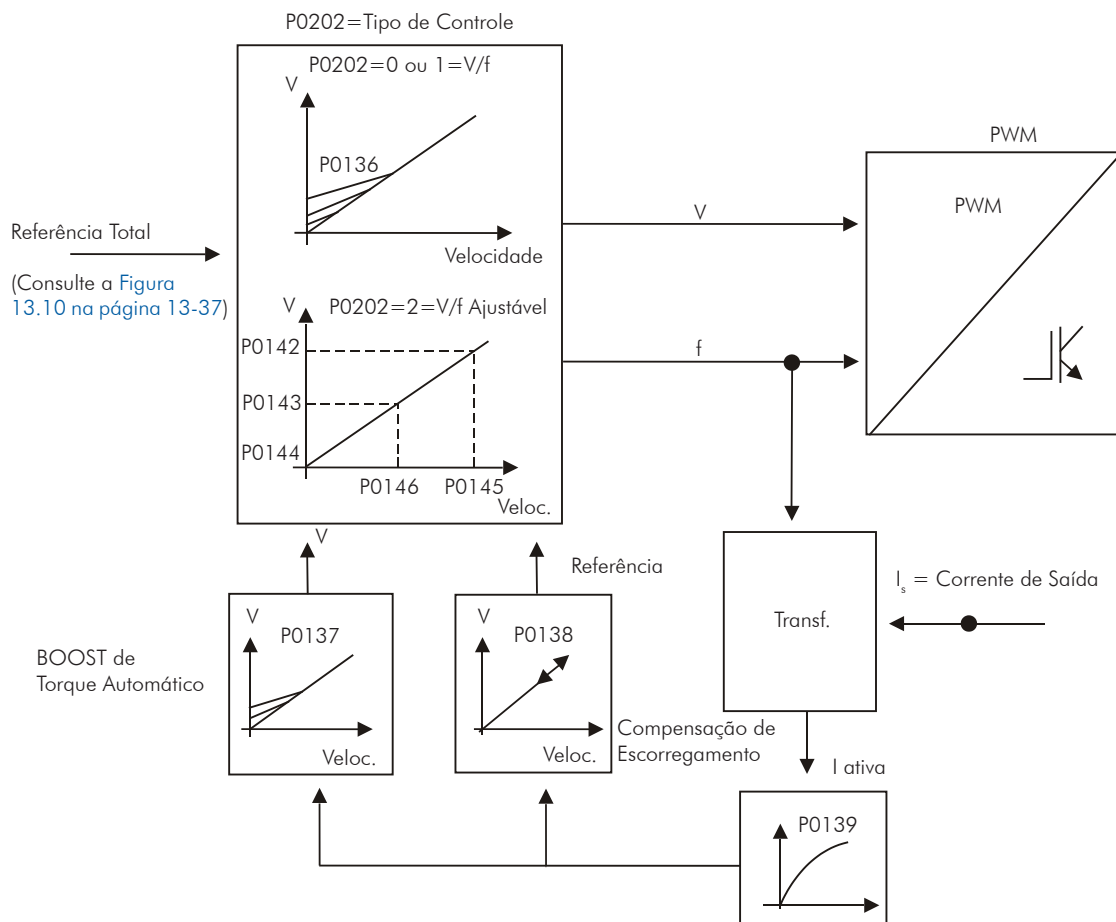 P0202=Tipo de Controle
P0202=0 ou 1=V/f
V
P0136
Velocidade
Referência Total
(Consulte a Figura
13.10 na página 13-37)
P0202=2=V/f Ajustável
V
P0142
P0143
P0144
P0146
P0145
Veloc.
V
f
PWM
PWM
V
Referência
BOOST de
Torque Automático
V
P0137
Veloc.
V
P0138
Veloc.
Compensação de
Escorregamento
Transf.
Is = Corrente de Saída
I ativa
P0139